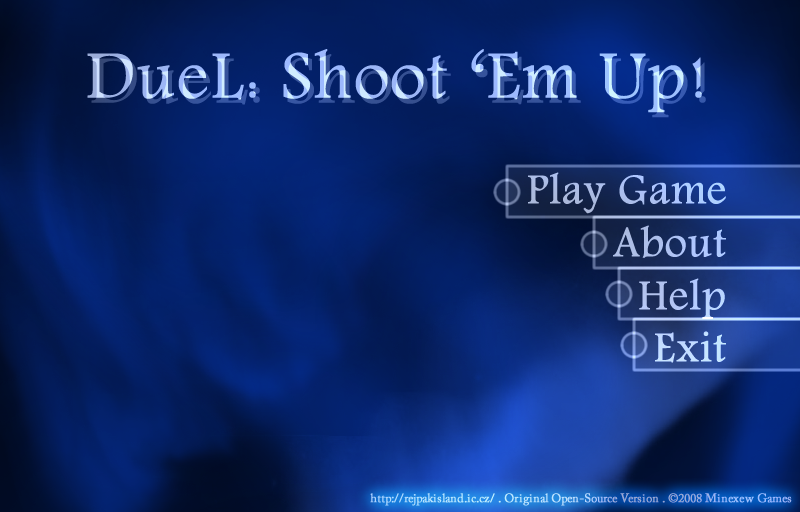 DueL: Shoot ‘Em Up!
Play Game
About
Help
Exit
http://rejpakisland.ic.cz/ . Original Open-Source Version . ©2008 Minexew Games